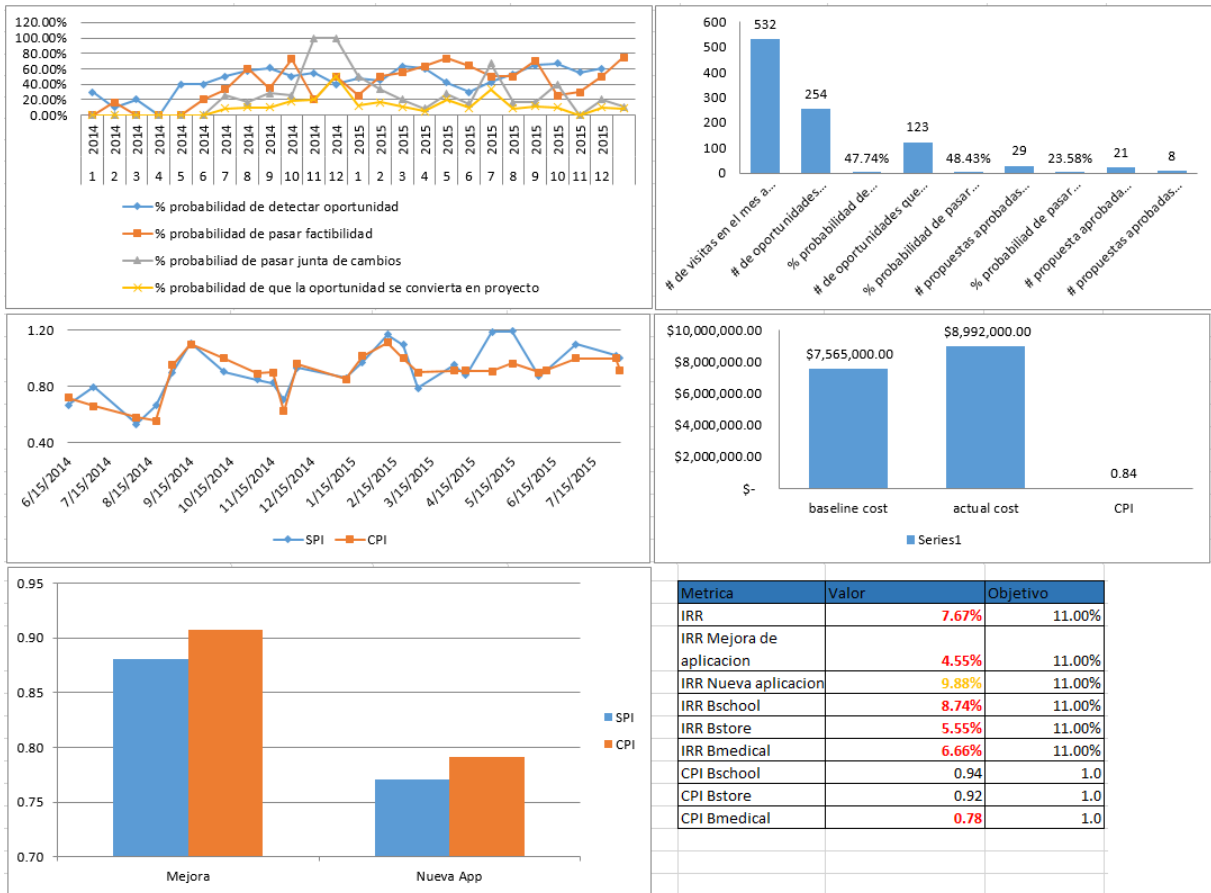 120.00%
100.00%
80.00%
60.00%
40.00%
20.00%
0.00%
2014 2014 2014 2014 2014 2014 2014 2014 2014 2014 2014 2014 2015 2015 2015 2015 2015 2015 2015 2015 2015 2015 2015 2015
1 2 3 4 5 6 7 8 9 10 11 12 1 2 3 4 5 6 7 8 9 10 11 12
% probabilidad de detectar oportunidad
% probabilidad de pasar factibilidad
% probabiliad de pasar junta de cambios
% probabilidad de que la oportunidad se convierta en proyecto
600
500
400
300
200
100
0
532
254
47.74%
123
48.43%
29
23.58%
21
8
# de visitas en el mes a...
# de oportunidades...
% probabilidad de...
# de oportunidades que...
% probabilidad de pasar...
# propuestas aprobadas...
% probabilidad de pasar...
# propuesta aprobada...
# propuestas aprobadas...
1.20
0.80
0.40
6/15/2014
7/15/2014
8/15/2014
9/15/2014
10/15/2014
11/15/2014
12/15/2014
1/15/2015
2/15/2015
3/15/2015
4/15/2015
5/15/2015
6/15/2015
7/15/2015
SPI CPI
$10,000,000.00
$8,000,000.00
$6,000,000.00
$4,000,000.00
$2,000,000.00
$-
$7,565,000.00
$8,992,000.00
0.84
baseline cost actual cost CPI
Series1
0.95
0.90
0.85
0.80
0.75
0.70
Mejora Nueva App
SPI
CPI
Metrica Valor Objetivo
IRR 7.67% 11.00%
IRR Mejora de
aplicacion 4.55% 11.00%
IRR Nueva aplicacion 9.88% 11.00%
IRR Bschool 8.74% 11.00%
IRR Bstore 5.55% 11.00%
IRR Bmedical 6.66% 11.00%
CPI Bschool 0.94 1.0
CPI Bstore 0.92 1.0
CPI Bmedical 0.78 1.0